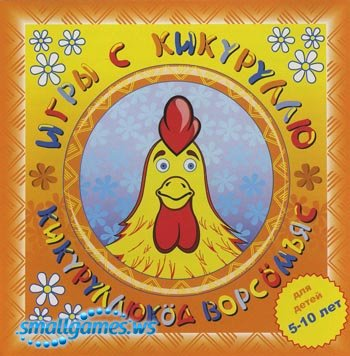 ИГРЫ С КИКУРУЛЛЮ
КИКУРУЛЛЮКӦД ВОРСӦМЪЯС
для
детей
5-10 лет
smallgames.ws